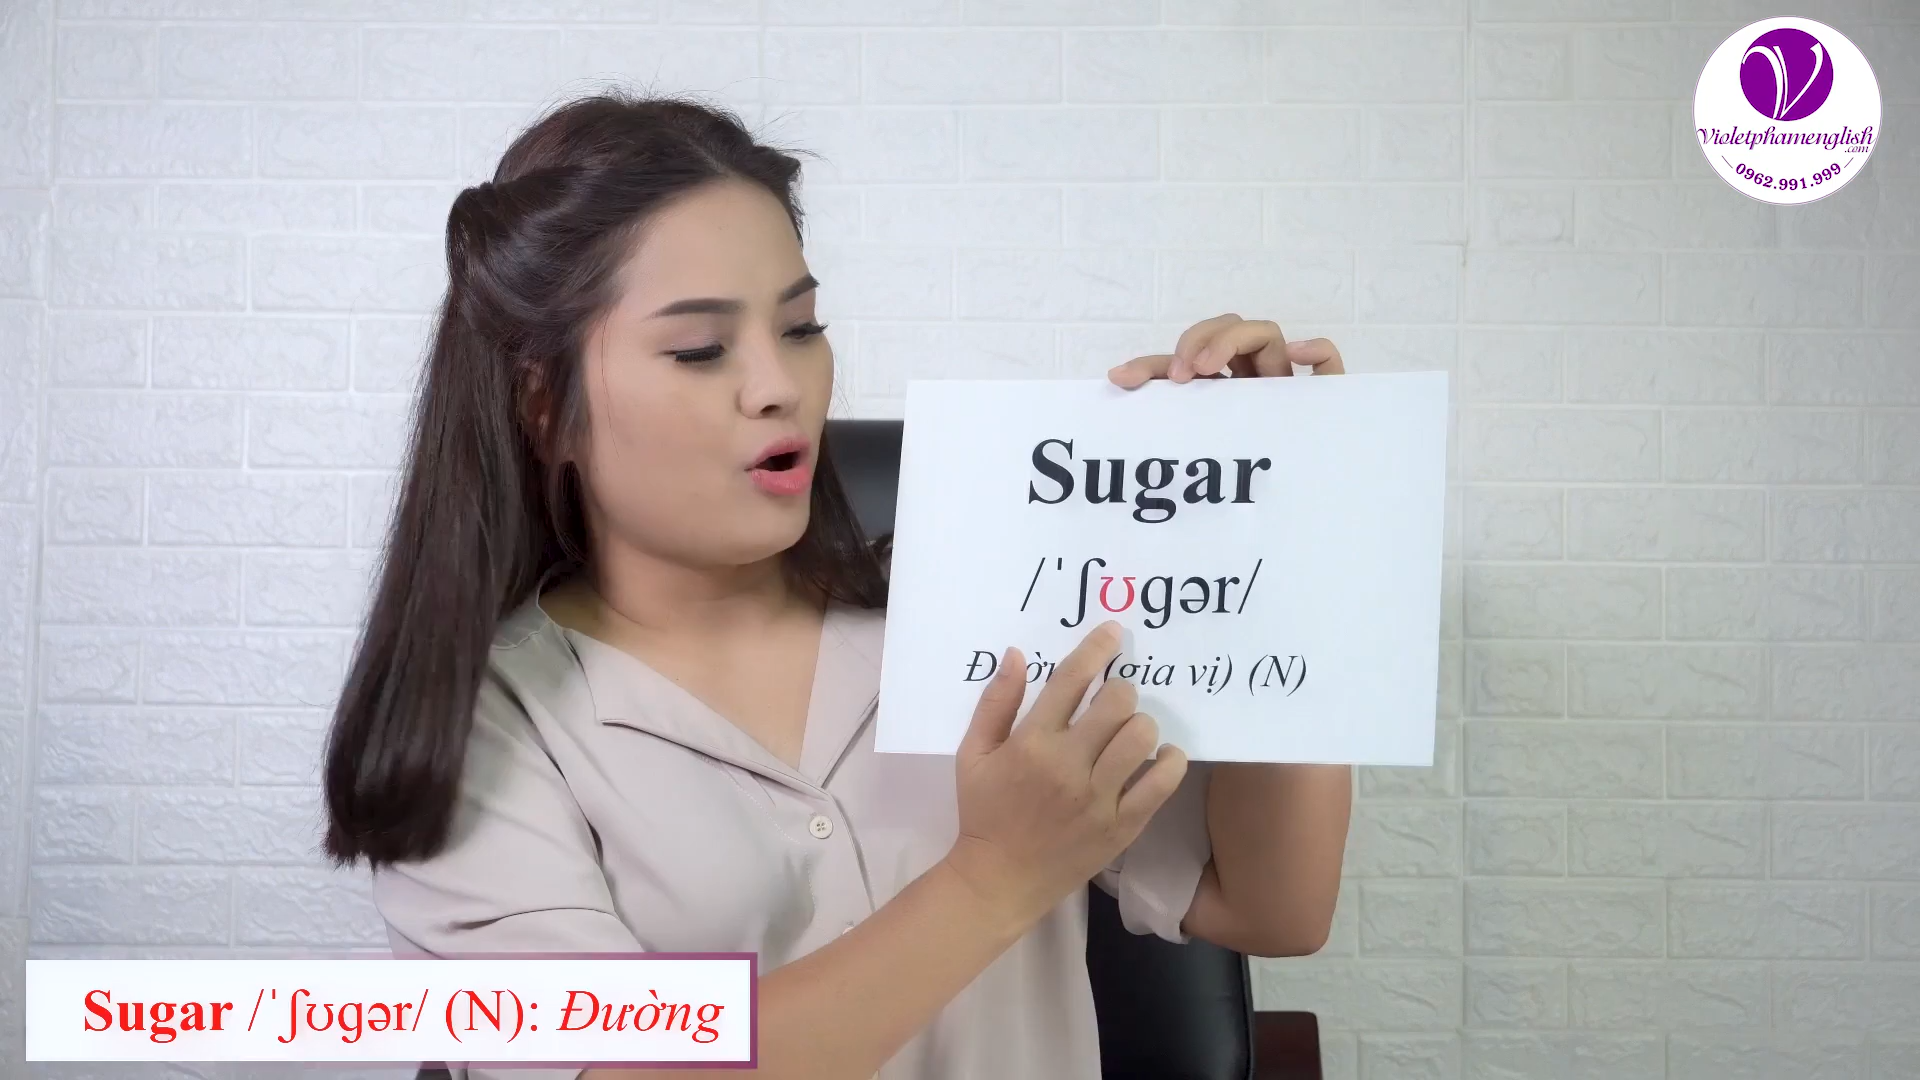 Violetphamenglish
.com
0962.991.999
Sugar
/ˈʃʊgər/
(gia vị) (N)
Sugar /ˈʃʊgər/ (N): Đường